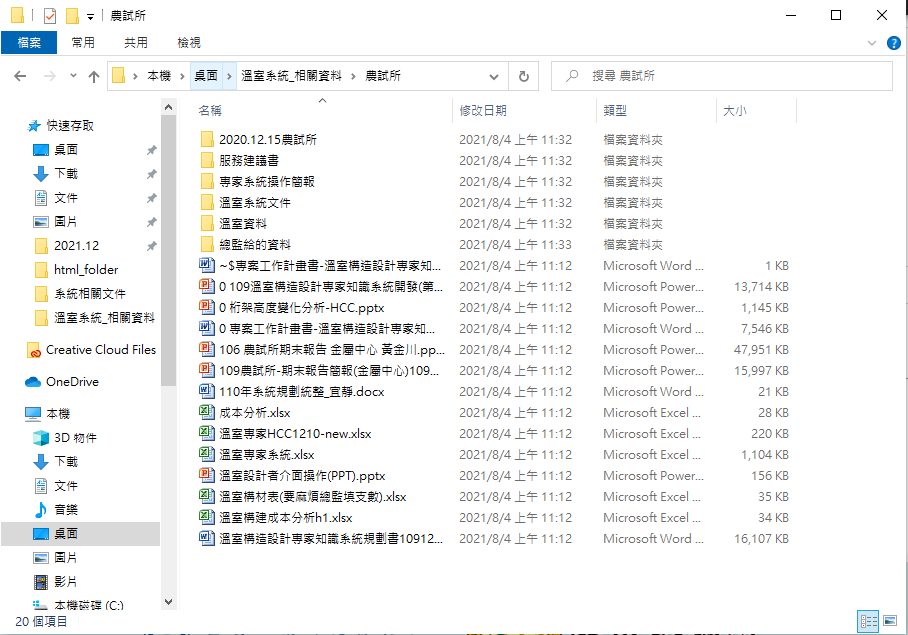 農試所
檔案 常用 共用 檢視
本機 桌面 溫室系統_相關資料 農試所 搜尋 農試所
快速存取
桌面
下載
文件
圖片
2021.12
html_folder
系統相關文件
溫室系統_相關資料
Creative Cloud Files
OneDrive
本機
3D 物件
下載
文件
音樂
桌面
圖片
影片
本機磁碟 (C:)
名稱 修改日期 類型 大小
2020.12.15農試所 2021/8/4 上午 11:32 檔案資料夾
服務建議書 2021/8/4 上午 11:32 檔案資料夾
專家系統操作簡報 2021/8/4 上午 11:32 檔案資料夾
溫室系統文件 2021/8/4 上午 11:32 檔案資料夾
溫室資料 2021/8/4 上午 11:32 檔案資料夾
總監給的資料 2021/8/4 上午 11:33 檔案資料夾
~$專案工作計畫書-溫室構造設計專家知... 2021/8/4 上午 11:12 Microsoft Word ... 1 KB
0 109溫室構造設計專家知識系統開發(第... 2021/8/4 上午 11:12 Microsoft Power... 13,714 KB
0 桁架高度變化分析-HCC.pptx 2021/8/4 上午 11:12 Microsoft Power... 1,145 KB
0 專案工作計畫書-溫室構造設計專家知... 2021/8/4 上午 11:12 Microsoft Word ... 7,546 KB
106 農試所期末報告 金屬中心 黃金川.pp... 2021/8/4 上午 11:12 Microsoft Power... 47,951 KB
109農試所-期末報告簡報(金屬中心)109... 2021/8/4 上午 11:12 Microsoft Power... 15,997 KB
110年系統規劃統整_宜靜.docx 2021/8/4 上午 11:12 Microsoft Word ... 21 KB
成本分析.xlsx 2021/8/4 上午 11:12 Microsoft Excel ... 28 KB
溫室專家HCC1210-new.xlsx 2021/8/4 上午 11:12 Microsoft Excel ... 220 KB
溫室專家系統.xlsx 2021/8/4 上午 11:12 Microsoft Excel ... 1,104 KB
溫室設計者介面操作(PPT).pptx 2021/8/4 上午 11:12 Microsoft Power... 156 KB
溫室構材表(要麻煩總監填支數).xlsx 2021/8/4 上午 11:12 Microsoft Excel ... 35 KB
溫室構建成本分析h1.xlsx 2021/8/4 上午 11:12 Microsoft Excel ... 34 KB
溫室構造設計專家知識系統規劃書10912... 2021/8/4 上午 11:12 Microsoft Word ... 16,107 KB
20 個項目